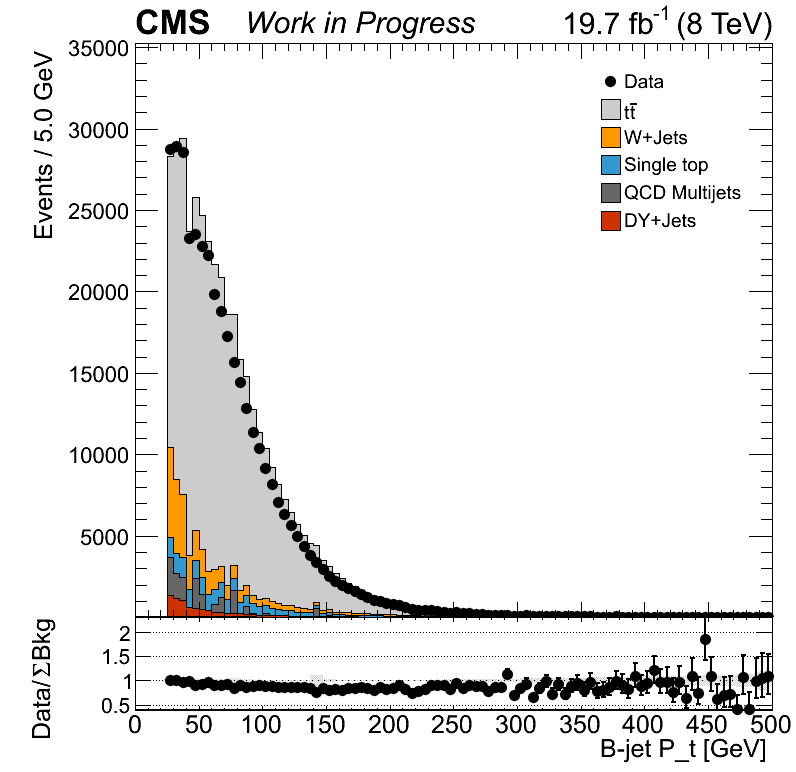 CMS Work in Progress 19.7 fb⁻¹ (8 TeV)
35000
30000
25000
20000
15000
10000
5000
Events / 5.0 GeV
Data
tt̄
W+Jets
Single top
QCD Multijets
DY+Jets
2
1.5
1
0.5
Data/ ΣBkg
0 50 100 150 200 250 300 350 400 450 500
B-jet P_t [GeV]